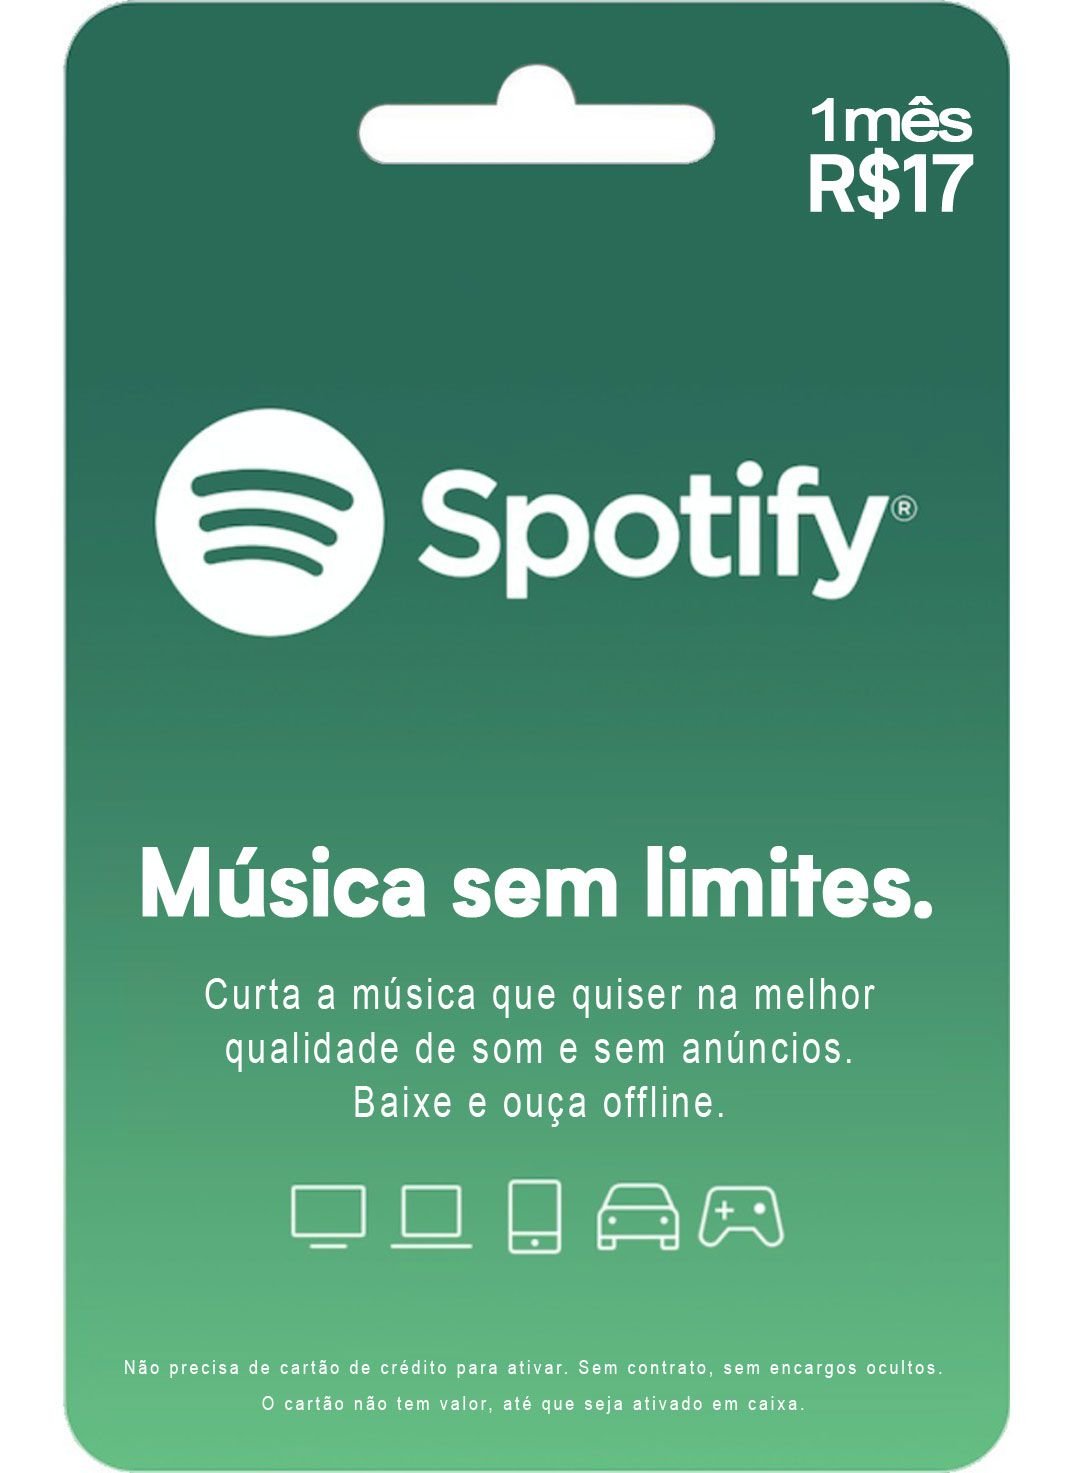 1mês
R$17
Spotify®
Música sem limites.
Curta a música que quiser na melhor
qualidade de som e sem anúncios.
Baixe e ouça offline.
Não precisa de cartão de crédito para ativar. Sem contrato, sem encargos ocultos.
O cartão não tem valor, até que seja ativado em caixa.